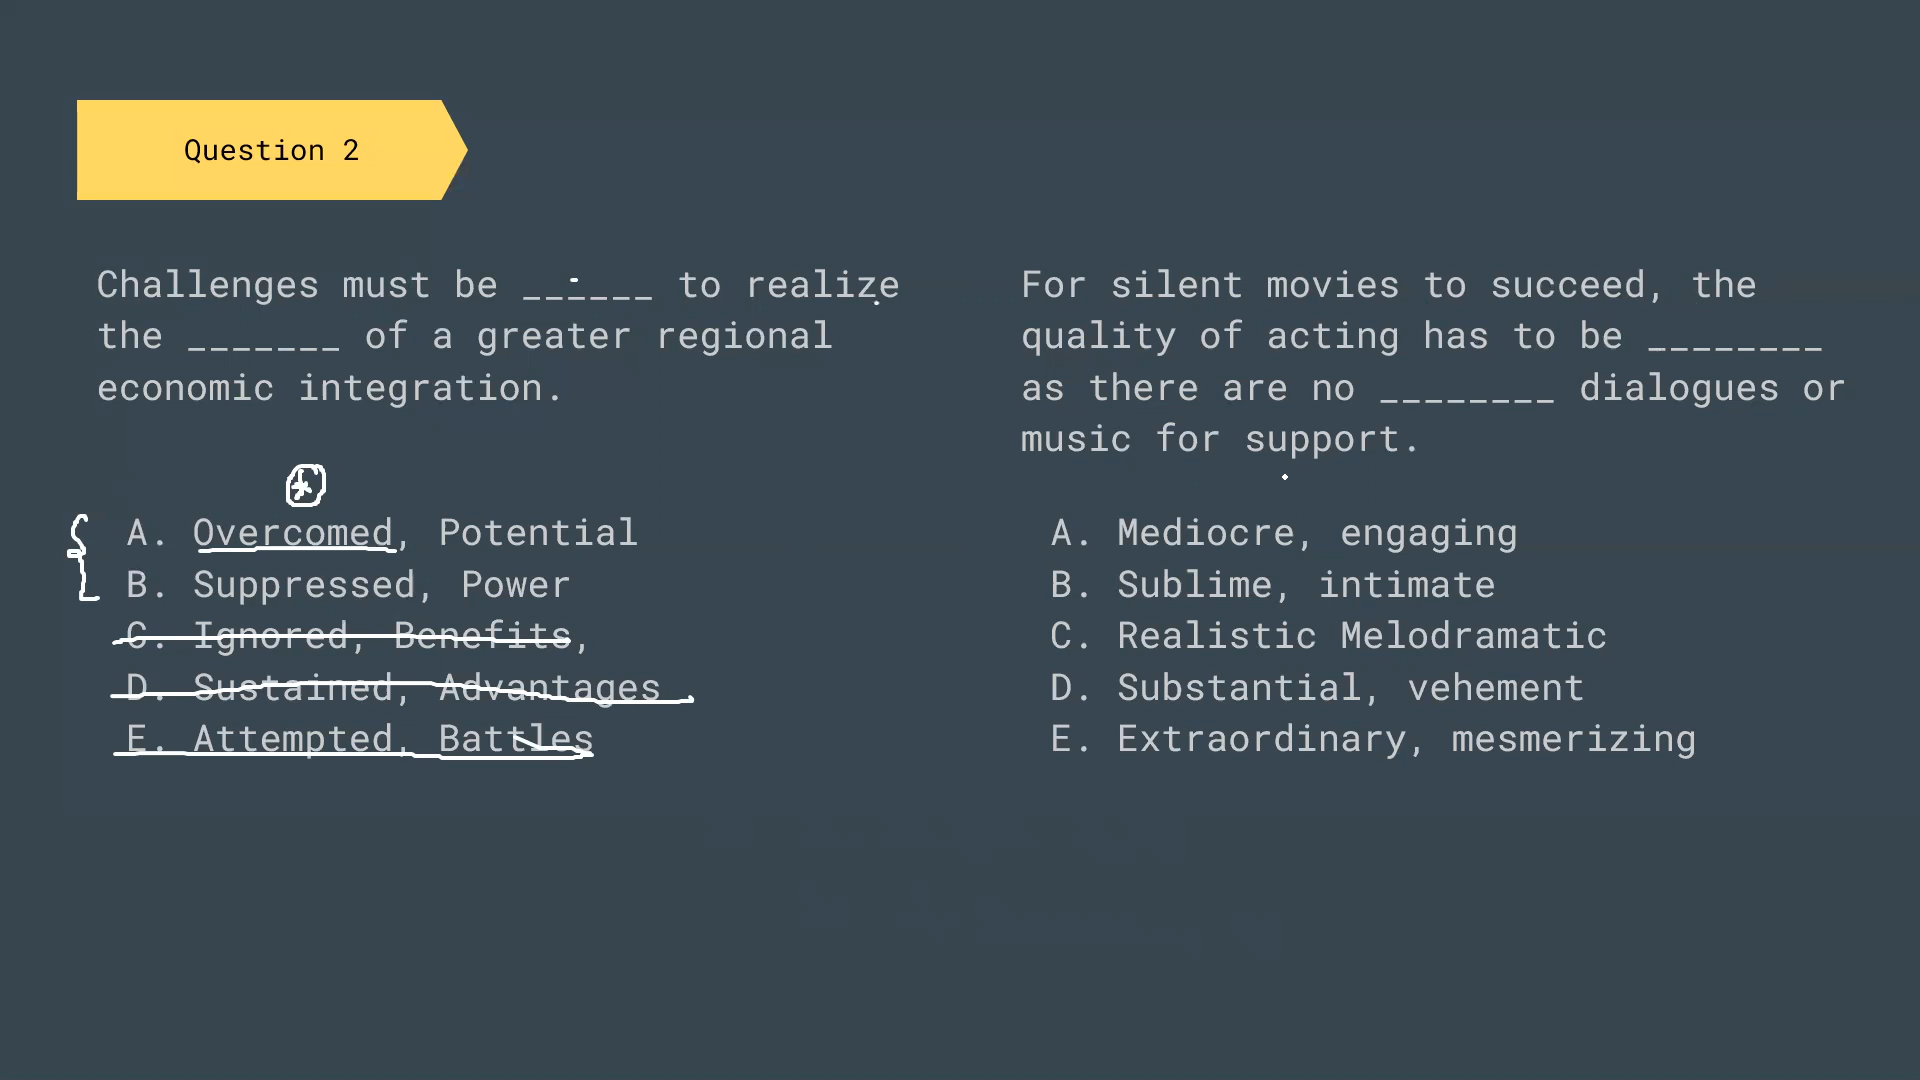 Question 2
Challenges must be ______ to realize
the _______ of a greater regional
economic integration.
A. Overcomed, Potential
B. Suppressed, Power
C. Ignored, Benefits,
D. Sustained, Advantages
E. Attempted, Battles
For silent movies to succeed, the
quality of acting has to be ________
as there are no ________ dialogues or
music for support.
A. Mediocre, engaging
B. Sublime, intimate
C. Realistic Melodramatic
D. Substantial, vehement
E. Extraordinary, mesmerizing